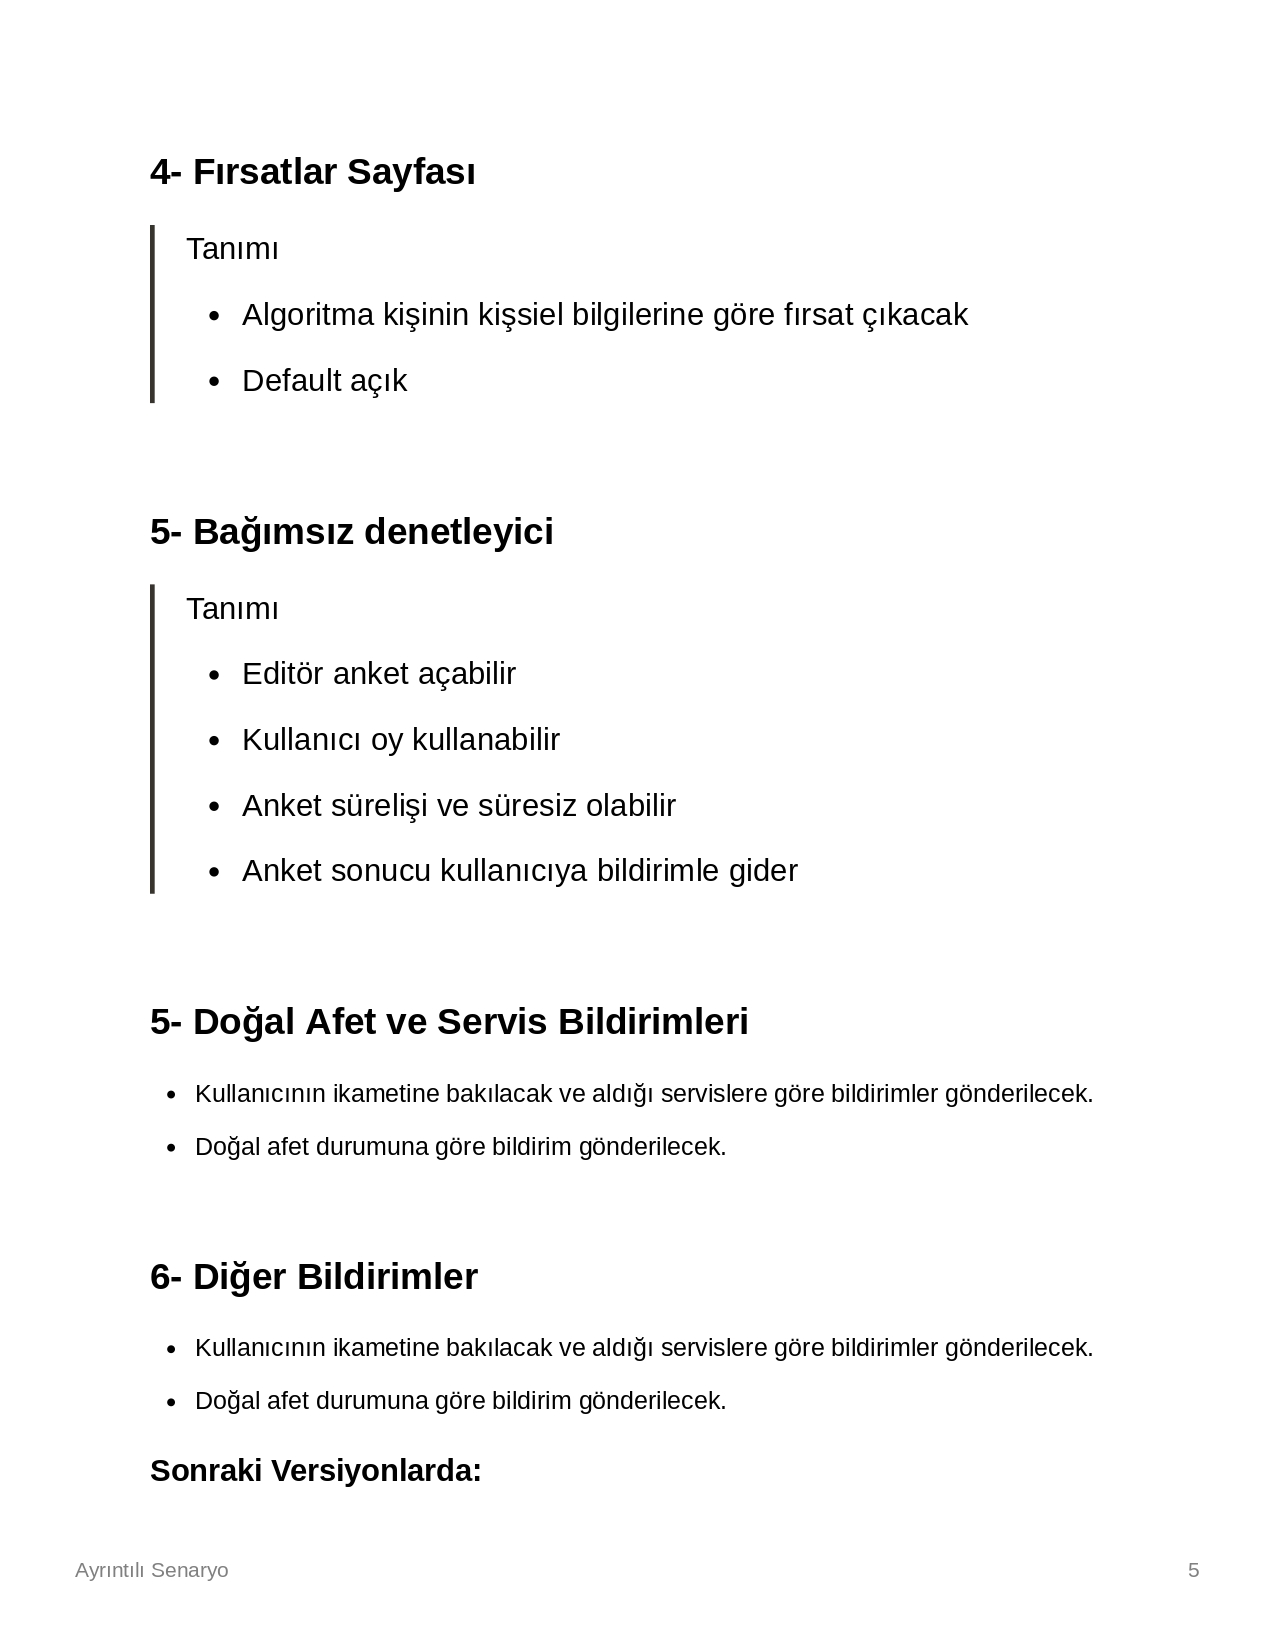 4- Fırsatlar Sayfası
Tanımı
• Algoritma kişinin kişsiel bilgilerine göre fırsat çıkacak
• Default açık
5- Bağımsız denetleyici
Tanımı
• Editör anket açabilir
• Kullanıcı oy kullanabilir
• Anket sürelişi ve süresiz olabilir
• Anket sonucu kullanıcıya bildirimle gider
5- Doğal Afet ve Servis Bildirimleri
• Kullanıcının ikametine bakılacak ve aldığı servislere göre bildirimler gönderilecek.
• Doğal afet durumuna göre bildirim gönderilecek.
6- Diğer Bildirimler
• Kullanıcının ikametine bakılacak ve aldığı servislere göre bildirimler gönderilecek.
• Doğal afet durumuna göre bildirim gönderilecek.
Sonraki Versiyonlarda:
Ayrıntılı Senaryo 5